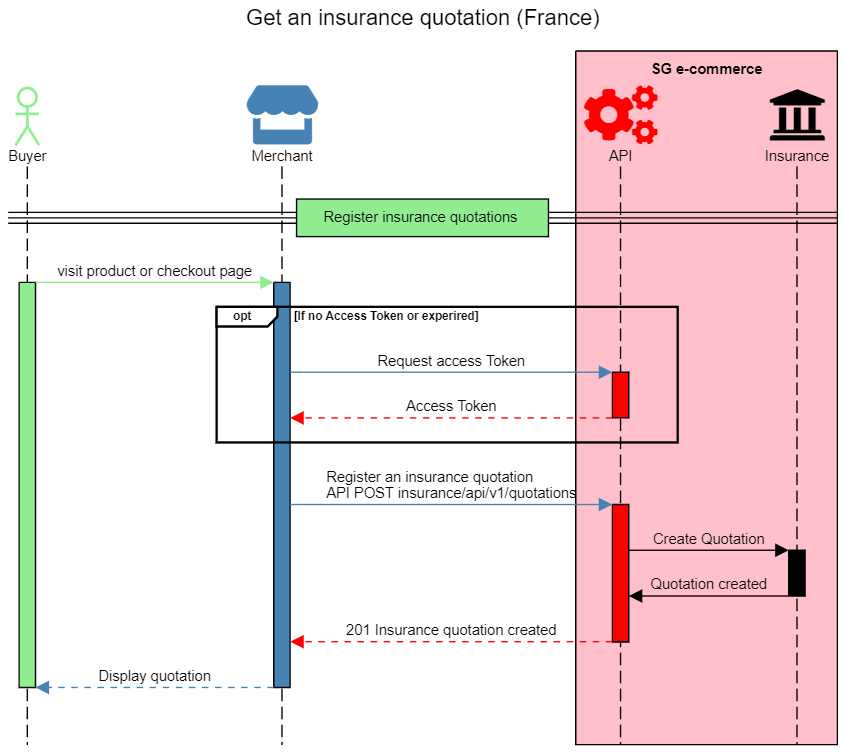 Get an insurance quotation (France)
SG e-commerce
Buyer
Merchant
API
Insurance
Register insurance quotations
visit product or checkout page
opt
[If no Access Token or experired]
Request access Token
Access Token
Register an insurance quotation
API POST insurance/api/v1/quotations
Create Quotation
Quotation created
201 Insurance quotation created
Display quotation